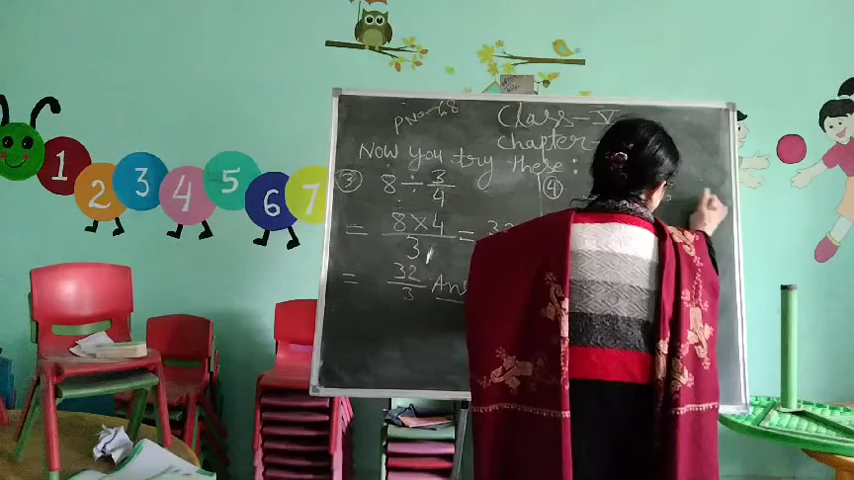 1 2 3 4 5 6 7
P No-68
Class-V
Chapter-
Now you try these:
③ 8 ÷ 3/4
= 8×4/3 = 32
= 32/3 Ans
④